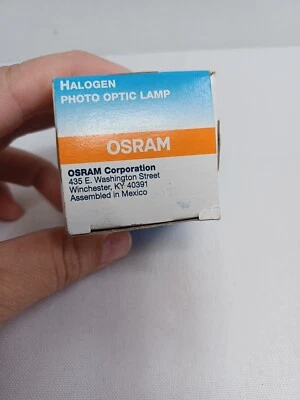 HALOGEN
PHOTO OPTIC LAMP
OSRAM
OSRAM Corporation
435 E. Washington Street
Winchester, KY 40391
Assembled in Mexico